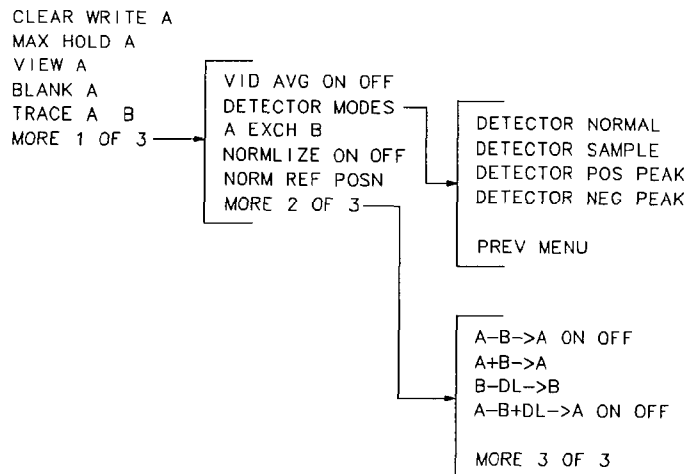 CLEAR WRITE A
MAX HOLD A
VIEW A
BLANK A
TRACE A B
MORE 1 OF 3
VID AVG ON OFF
DETECTOR MODES
A EXCH B
NORMLIZE ON OFF
NORM REF POSN
MORE 2 OF 3
DETECTOR NORMAL
DETECTOR SAMPLE
DETECTOR POS PEAK
DETECTOR NEG PEAK
PREV MENU
A–B–>A ON OFF
A+B–>A
B–DL–>B
A–B+DL–>A ON OFF
MORE 3 OF 3